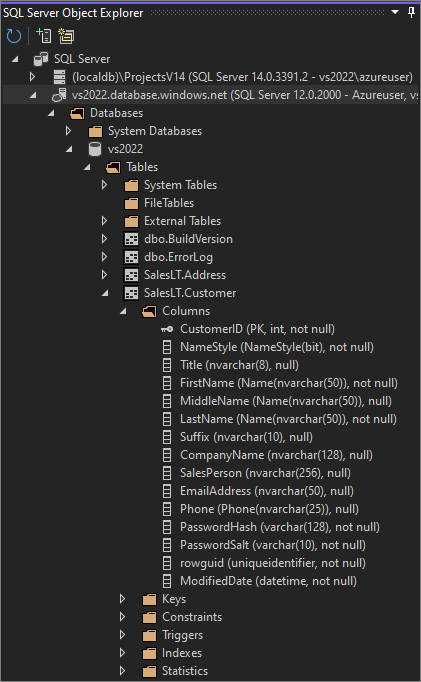 SQL Server Object Explorer
SQL Server
(localdb)\ProjectsV14 (SQL Server 14.0.3391.2 - vs2022\azureuser)
vs2022.database.windows.net (SQL Server 12.0.2000 - Azureuser, vs
Databases
System Databases
vs2022
Tables
System Tables
FileTables
External Tables
dbo.BuildVersion
dbo.ErrorLog
SalesLT.Address
SalesLT.Customer
Columns
CustomerID (PK, int, not null)
NameStyle (NameStyle(bit), not null)
Title (nvarchar(8), null)
FirstName (Name(nvarchar(50)), not null)
MiddleName (Name(nvarchar(50)), null)
LastName (Name(nvarchar(50)), not null)
Suffix (nvarchar(10), null)
CompanyName (nvarchar(128), null)
SalesPerson (nvarchar(256), null)
EmailAddress (nvarchar(50), null)
Phone (Phone(nvarchar(25)), null)
PasswordHash (varchar(128), not null)
PasswordSalt (varchar(10), not null)
rowguid (uniqueidentifier, not null)
ModifiedDate (datetime, not null)
Keys
Constraints
Triggers
Indexes
Statistics